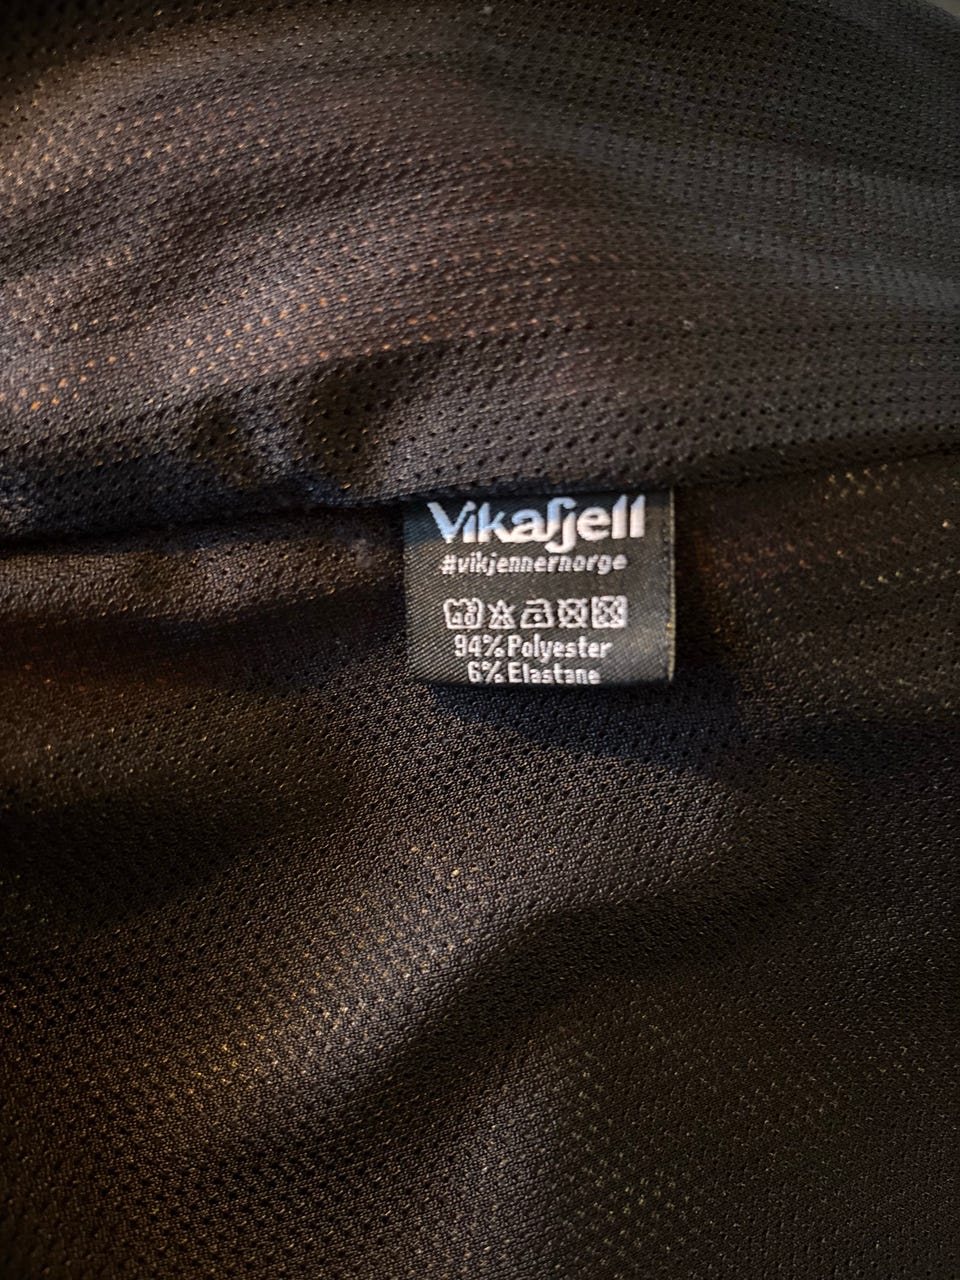 Vikafjell
#vikjennernorge
94% Polyester
6% Elastane